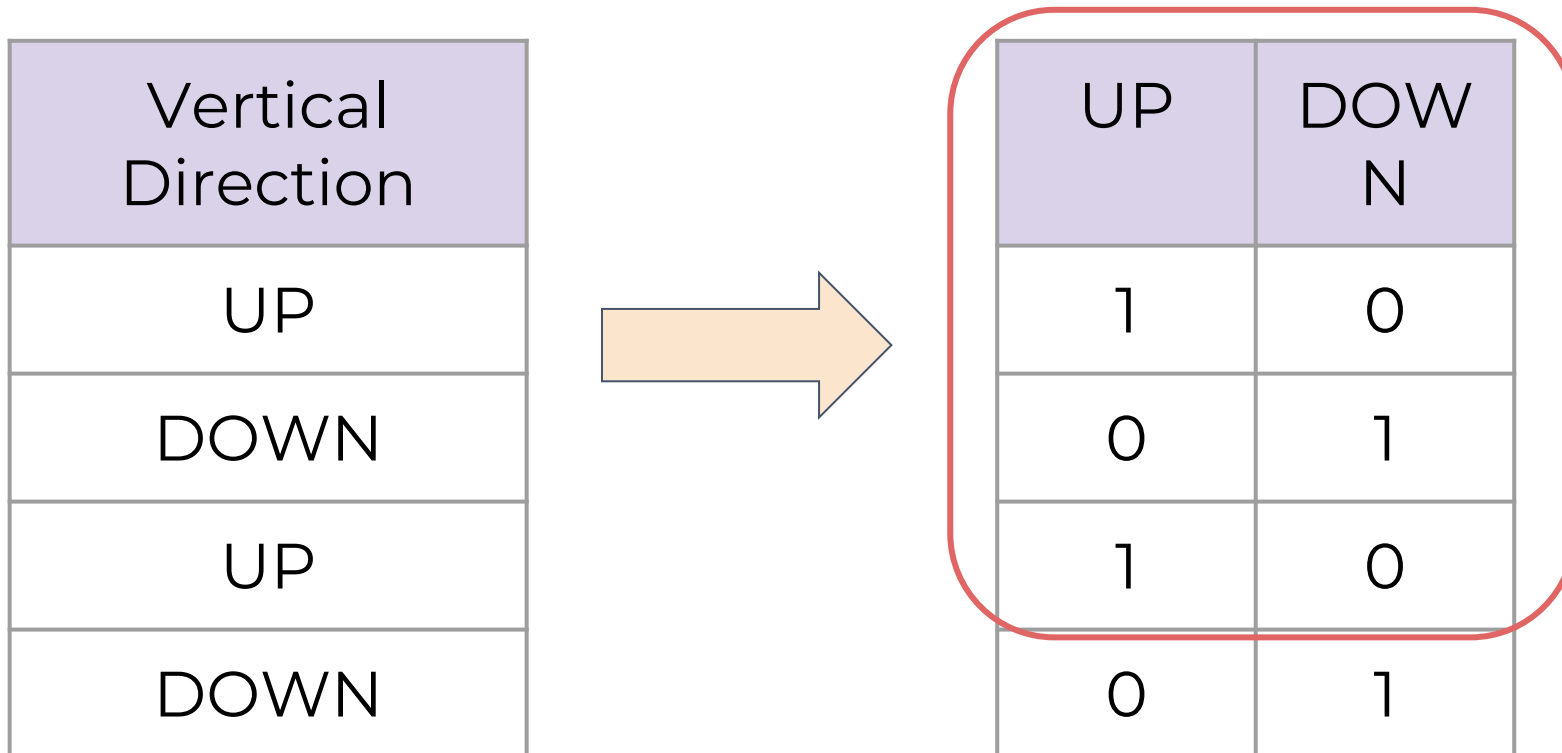 Vertical
Direction
UP
DOWN
UP
DOWN
UP DOW
N
1 0
0 1
1 0
0 1